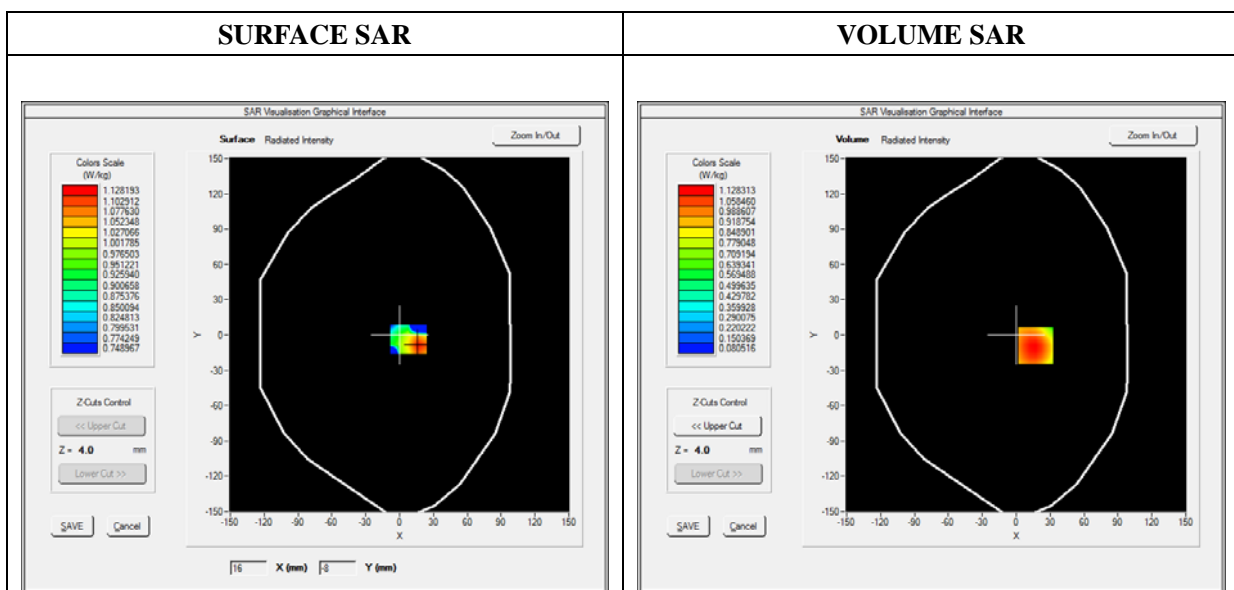 SURFACE SAR
VOLUME SAR
SAR Visualisation Graphical Interface
Surface Radiated Intensity
Zoom In/Out
Colors Scale
(W/kg)
1.128193
1.102912
1.077630
1.052348
1.027066
1.001785
0.976503
0.951221
0.925940
0.900658
0.875376
0.850094
0.824813
0.799531
0.774249
0.748967
150
120
90
60
30
0
-30
-60
-90
-120
-150
Y
-150 -120 -90 -60 -30 0 30 60 90 120 150
X
Z-Cuts Control
<< Upper Cut
Z = 4.0 mm
Lower Cut >>
SAVE Cancel
16 X (mm) -8 Y (mm)
SAR Visualisation Graphical Interface
Volume Radiated Intensity
Zoom In/Out
Colors Scale
(W/kg)
1.128313
1.058460
0.988607
0.918754
0.848901
0.779048
0.709194
0.639341
0.569488
0.499635
0.429782
0.359928
0.290075
0.220222
0.150369
0.080516
150
120
90
60
30
0
-30
-60
-90
-120
-150
Y
-150 -120 -90 -60 -30 0 30 60 90 120 150
X
Z-Cuts Control
<< Upper Cut
Z = 4.0 mm
Lower Cut >>
SAVE Cancel